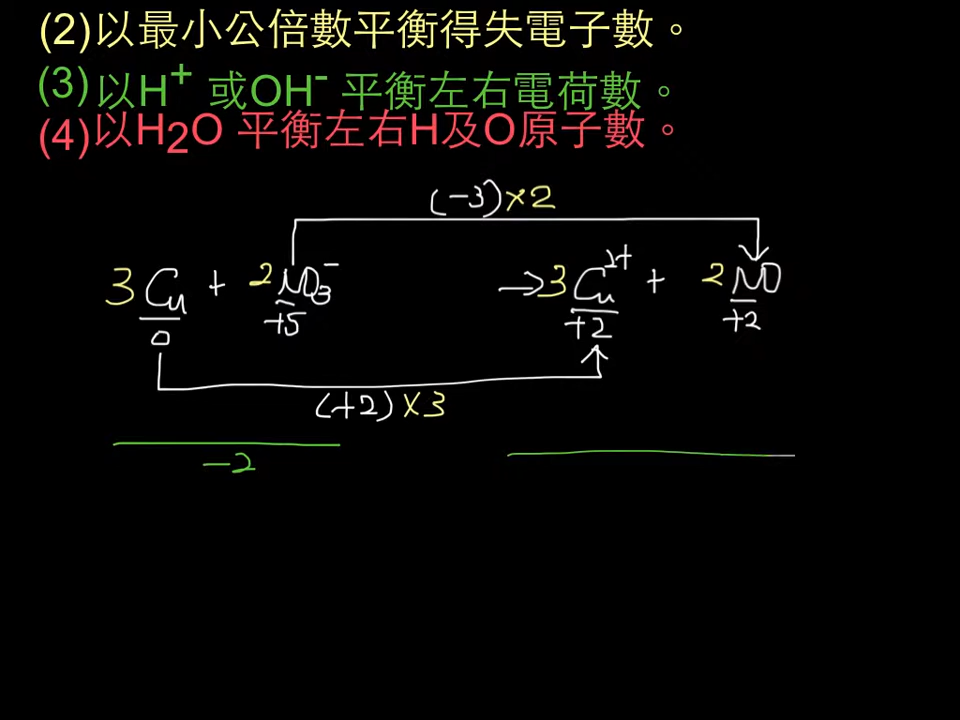 (2)以最小公倍數平衡得失電子數。
(3)以H⁺ 或OH⁻ 平衡左右電荷數。
(4)以H₂O 平衡左右H及O原子數。
(-3)×2
3Cu + 2NO₃⁻ → 3Cu²⁺ + 2NO
0 +5 +2 +2
(+2)×3
-2